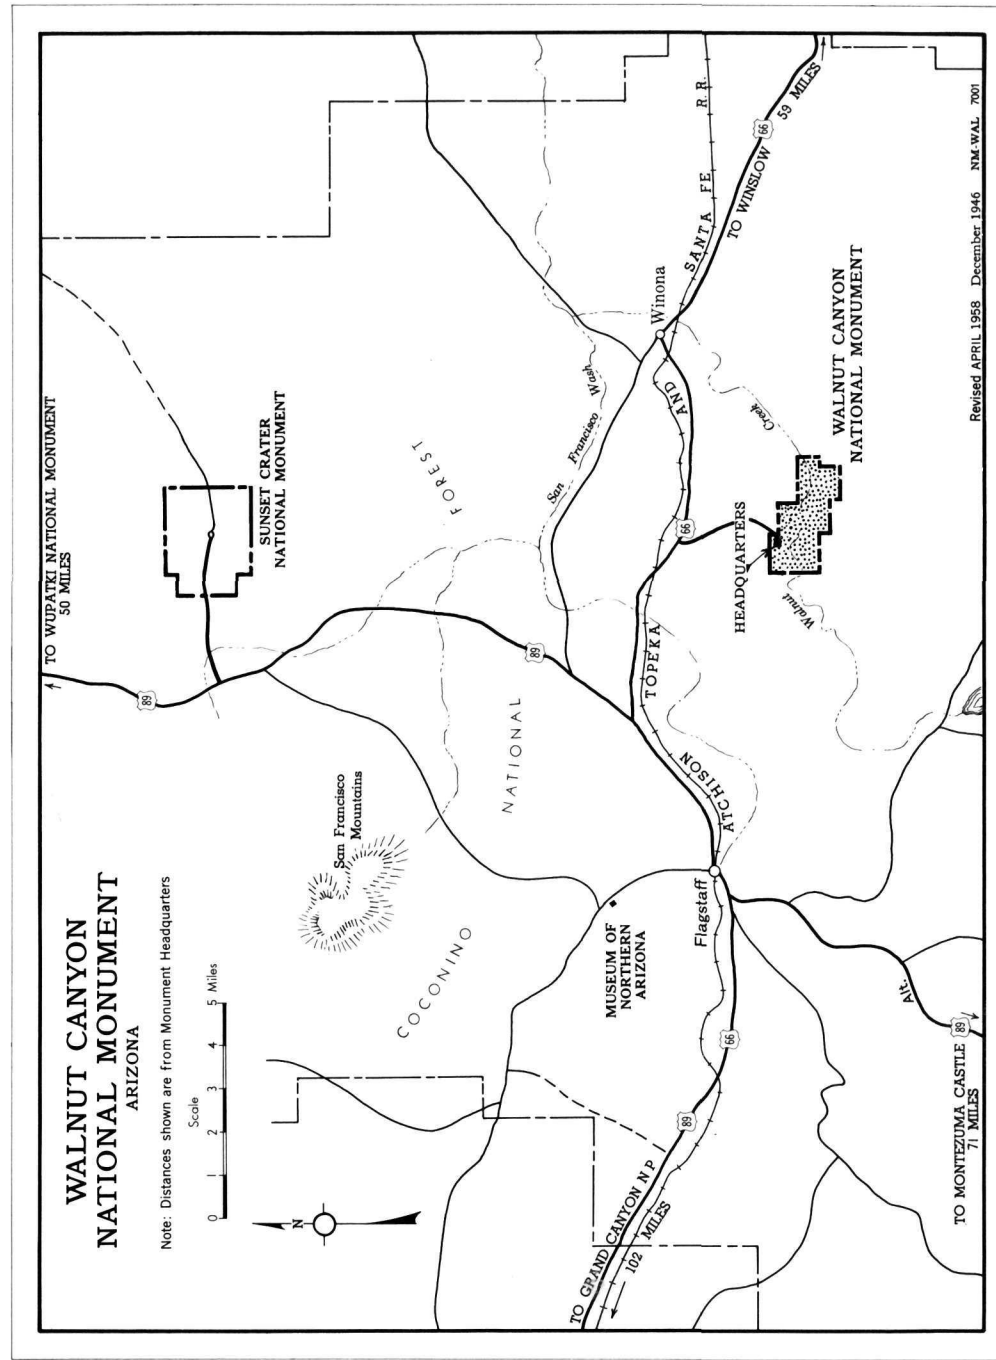 WALNUT CANYON
NATIONAL MONUMENT
ARIZONA
Note: Distances shown are from Monument Headquarters
Scale
0 1 2 3 4 5 Miles
N
TO WUPATKI NATIONAL MONUMENT
50 MILES
89
SUNSET CRATER
NATIONAL MONUMENT
San Francisco
Mountains
COCONINO
NATIONAL
FOREST
89
San Francisco Wash
MUSEUM OF
NORTHERN
ARIZONA
Flagstaff
ATCHISON
TOPEKA
AND
SANTA FE R.R.
Winona
66
66
TO WINSLOW 59 MILES
66
89
TO GRAND CANYON N P
102 MILES
HEADQUARTERS
Walnut
Creek
WALNUT CANYON
NATIONAL MONUMENT
Alt.
89
TO MONTEZUMA CASTLE
71 MILES
Revised APRIL 1958 December 1946 NM-WAL 7001